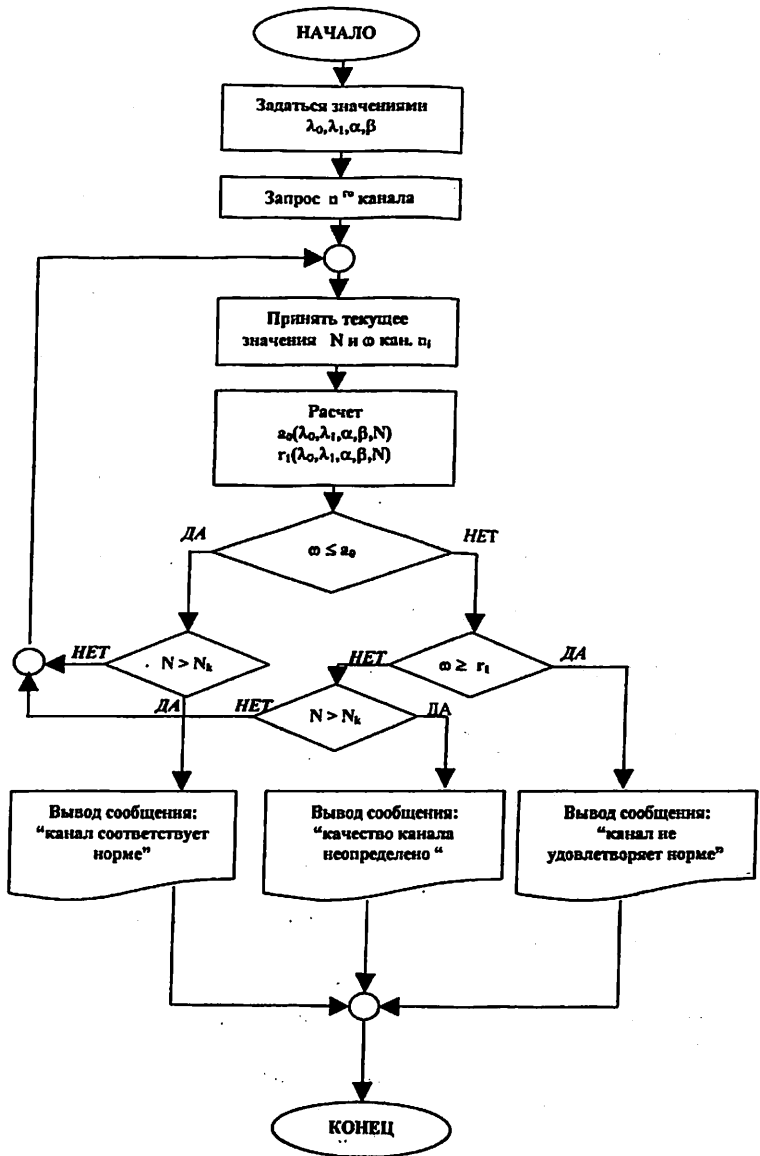 НАЧАЛО
Задаться значениями
λ₀,λ₁,α,β
Запрос n ᵍᵒ канала
Принять текущее
значения N и ω кан. nᵢ
Расчет
a₀(λ₀,λ₁,α,β,N)
r₁(λ₀,λ₁,α,β,N)
ДА
НЕТ
ω ≤ a₀
НЕТ
N > Nₖ
НЕТ
ω ≥ r₁
ДА
ДА
НЕТ
N > Nₖ
ДА
Вывод сообщения:
“канал соответствует
норме”
Вывод сообщения:
“качество канала
неопределено “
Вывод сообщения:
“канал не
удовлетворяет норме”
КОНЕЦ